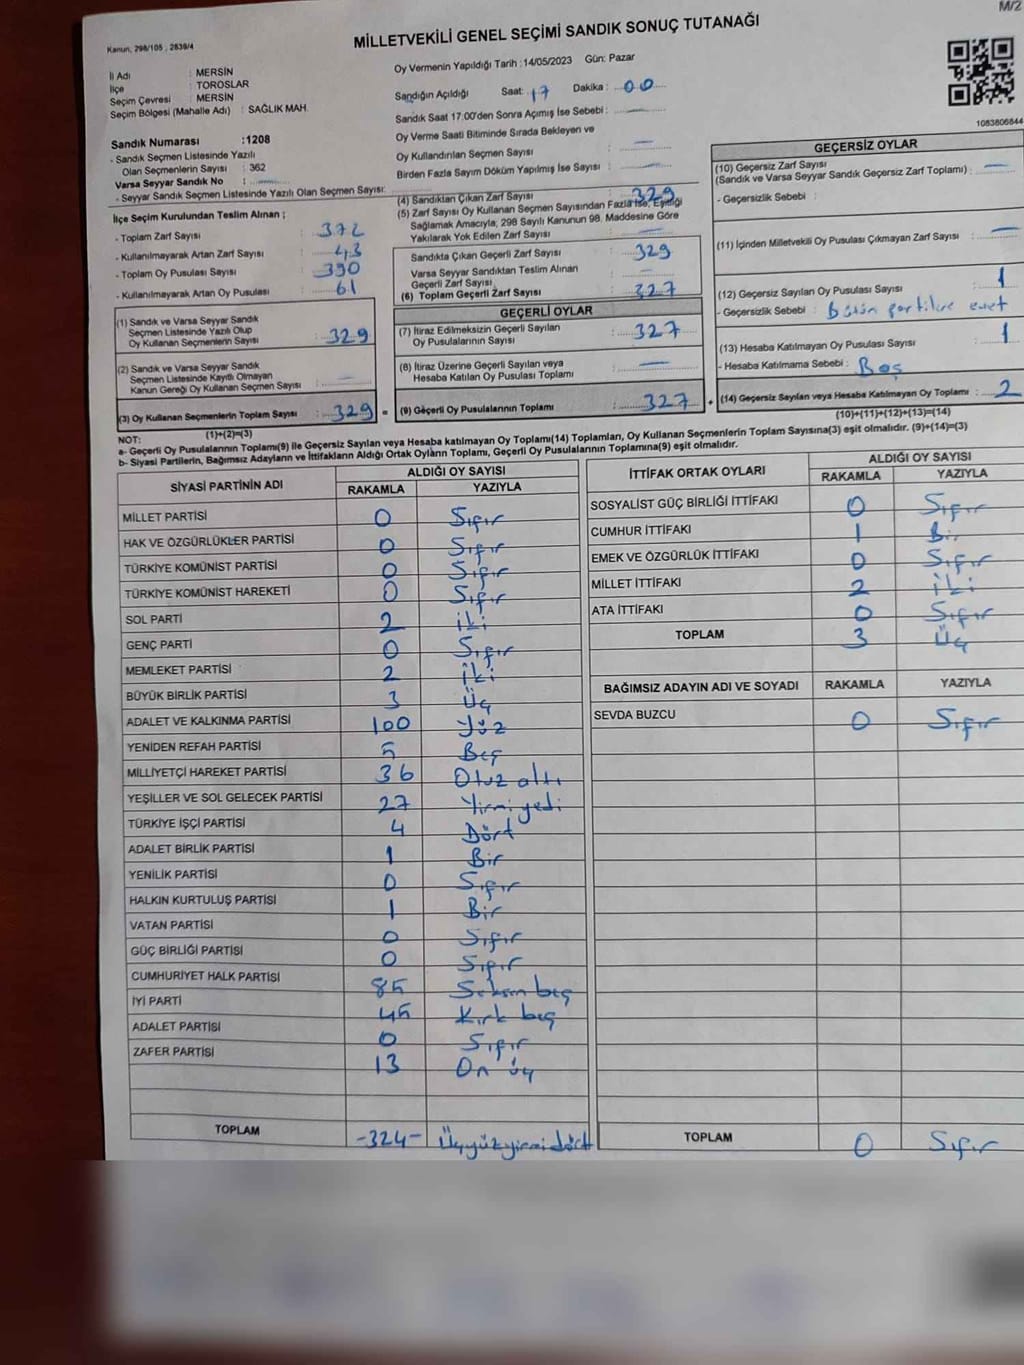 M/2
Kanun, 298/105 , 2839/4
MİLLETVEKİLİ GENEL SEÇİMİ SANDIK SONUÇ TUTANAĞI
İl Adı : MERSİN
İlçe : TOROSLAR
Seçim Çevresi : MERSİN
Seçim Bölgesi (Mahalle Adı) : SAĞLIK MAH.
Sandık Numarası :1208
- Sandık Seçmen Listesinde Yazılı
Olan Seçmenlerin Sayısı : 362
Varsa Seyyar Sandık No : —
- Seyyar Sandık Seçmen Listesinde Yazılı Olan Seçmen Sayısı:
Oy Vermenin Yapıldığı Tarih :14/05/2023 Gün: Pazar
Sandığın Açıldığı Saat: 17 Dakika : 00
Sandık Saat 17:00'den Sonra Açımış İse Sebebi : —
Oy Verme Saati Bitiminde Sırada Bekleyen ve
Oy Kullandırılan Seçmen Sayısı : —
Birden Fazla Sayım Döküm Yapılmış İse Sayısı : —
1083806844
İlçe Seçim Kurulundan Teslim Alınan ;
- Toplam Zarf Sayısı : 372
- Kullanılmayarak Artan Zarf Sayısı : 43
- Toplam Oy Pusulası Sayısı : 390
- Kullanılmayarak Artan Oy Pusulası : 61
(1) Sandık ve Varsa Seyyar Sandık
Seçmen Listesinde Yazılı Olup
Oy Kullanan Seçmenlerin Sayısı : 329
(2) Sandık ve Varsa Seyyar Sandık
Seçmen Listesinde Kayıtlı Olmayan
Kanun Gereği Oy Kullanan Seçmen Sayısı : —
(3) Oy Kullanan Seçmenlerin Toplam Sayısı : 329 =
(1)+(2)=(3)
(4) Sandıktan Çıkan Zarf Sayısı : 329
(5) Zarf Sayısı Oy Kullanan Seçmen Sayısından Fazla İse, Eşitliği
Sağlamak Amacıyla, 298 Sayılı Kanunun 98. Maddesine Göre
Yakılarak Yok Edilen Zarf Sayısı : —
Sandıkta Çıkan Geçerli Zarf Sayısı : 329
Varsa Seyyar Sandıktan Teslim Alınan
Geçerli Zarf Sayısı : —
(6) Toplam Geçerli Zarf Sayısı : 327
GEÇERLİ OYLAR
(7) İtiraz Edilmeksizin Geçerli Sayılan
Oy Pusulalarının Sayısı : 327
(8) İtiraz Üzerine Geçerli Sayılan veya
Hesaba Katılan Oy Pusulası Toplamı : —
(9) Geçerli Oy Pusulalarının Toplamı : 327 +
GEÇERSİZ OYLAR
(10) Geçersiz Zarf Sayısı
(Sandık ve Varsa Seyyar Sandık Geçersiz Zarf Toplamı) : —
- Geçersizlik Sebebi :
(11) İçinden Milletvekili Oy Pusulası Çıkmayan Zarf Sayısı : —
(12) Geçersiz Sayılan Oy Pusulası Sayısı : 1
- Geçersizlik Sebebi : Bütün partilere evet
(13) Hesaba Katılmayan Oy Pusulası Sayısı : 1
- Hesaba Katılmama Sebebi : Boş
(14) Geçersiz Sayılan veya Hesaba Katılmayan Oy Toplamı : 2
(10)+(11)+(12)+(13)=(14)
NOT:
a- Geçerli Oy Pusulalarının Toplamı(9) ile Geçersiz Sayılan veya Hesaba katılmayan Oy Toplamı(14) Toplamları, Oy Kullanan Seçmenlerin Toplam Sayısına(3) eşit olmalıdır. (9)+(14)=(3)
b- Siyasi Partilerin, Bağımsız Adayların ve İttifakların Aldığı Ortak Oyların Toplamı, Geçerli Oy Pusulalarının Toplamına(9) eşit olmalıdır.
SİYASİ PARTİNİN ADI
ALDIĞI OY SAYISI
RAKAMLA YAZIYLA
MİLLET PARTİSİ 0 Sıfır
HAK VE ÖZGÜRLÜKLER PARTİSİ 0 Sıfır
TÜRKİYE KOMÜNİST PARTİSİ 0 Sıfır
TÜRKİYE KOMÜNİST HAREKETİ 0 Sıfır
SOL PARTİ 2 iki
GENÇ PARTİ 0 Sıfır
MEMLEKET PARTİSİ 2 iki
BÜYÜK BİRLİK PARTİSİ 3 Üç
ADALET VE KALKINMA PARTİSİ 100 Yüz
YENİDEN REFAH PARTİSİ 5 Beş
MİLLİYETÇİ HAREKET PARTİSİ 36 Otuz altı
YEŞİLLER VE SOL GELECEK PARTİSİ 27 Yirmi yedi
TÜRKİYE İŞÇİ PARTİSİ 4 Dört
ADALET BİRLİK PARTİSİ 1 Bir
YENİLİK PARTİSİ 0 Sıfır
HALKIN KURTULUŞ PARTİSİ 1 Bir
VATAN PARTİSİ 0 Sıfır
GÜÇ BİRLİĞİ PARTİSİ 0 Sıfır
CUMHURİYET HALK PARTİSİ 85 Seksen beş
İYİ PARTİ 45 Kırk beş
ADALET PARTİSİ 0 Sıfır
ZAFER PARTİSİ 13 On üç
TOPLAM -324- Üçyüzyirmidört
İTTİFAK ORTAK OYLARI
ALDIĞI OY SAYISI
RAKAMLA YAZIYLA
SOSYALİST GÜÇ BİRLİĞİ İTTİFAKI 0 Sıfır
CUMHUR İTTİFAKI 1 Bir
EMEK VE ÖZGÜRLÜK İTTİFAKI 0 Sıfır
MİLLET İTTİFAKI 2 iki
ATA İTTİFAKI 0 Sıfır
TOPLAM 3 Üç
BAĞIMSIZ ADAYIN ADI VE SOYADI RAKAMLA YAZIYLA
SEVDA BUZCU 0 Sıfır
TOPLAM 0 Sıfır